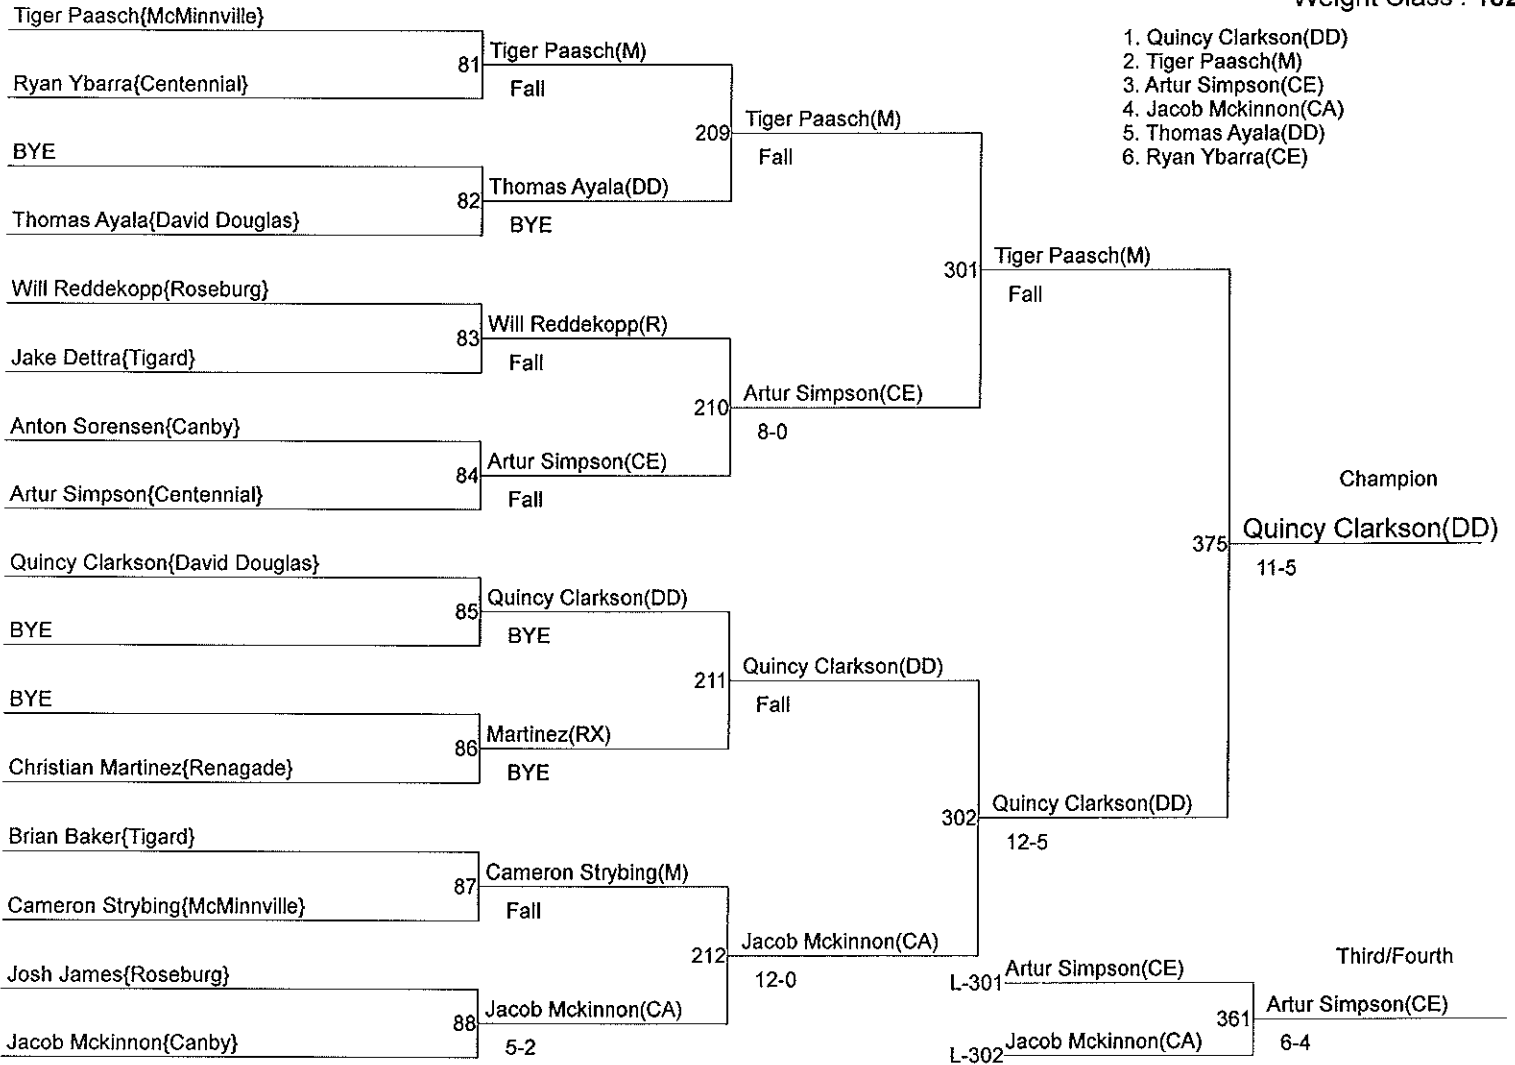 Weight Class : 182
1. Quincy Clarkson(DD)
2. Tiger Paasch(M)
3. Artur Simpson(CE)
4. Jacob Mckinnon(CA)
5. Thomas Ayala(DD)
6. Ryan Ybarra(CE)
Tiger Paasch{McMinnville}
81 Tiger Paasch(M)
Fall
Ryan Ybarra{Centennial}
209 Tiger Paasch(M)
Fall
BYE
82 Thomas Ayala(DD)
BYE
Thomas Ayala{David Douglas}
301 Tiger Paasch(M)
Fall
Will Reddekopp{Roseburg}
83 Will Reddekopp(R)
Fall
Jake Dettra{Tigard}
210 Artur Simpson(CE)
8-0
Anton Sorensen{Canby}
84 Artur Simpson(CE)
Fall
Artur Simpson{Centennial}
Champion
375 Quincy Clarkson(DD)
11-5
Quincy Clarkson{David Douglas}
85 Quincy Clarkson(DD)
BYE
BYE
211 Quincy Clarkson(DD)
Fall
BYE
86 Martinez(RX)
BYE
Christian Martinez{Renagade}
302 Quincy Clarkson(DD)
12-5
Brian Baker{Tigard}
87 Cameron Strybing(M)
Fall
Cameron Strybing{McMinnville}
212 Jacob Mckinnon(CA)
12-0
Josh James{Roseburg}
88 Jacob Mckinnon(CA)
5-2
Jacob Mckinnon{Canby}
Third/Fourth
L-301 Artur Simpson(CE)
361 Artur Simpson(CE)
6-4
L-302 Jacob Mckinnon(CA)